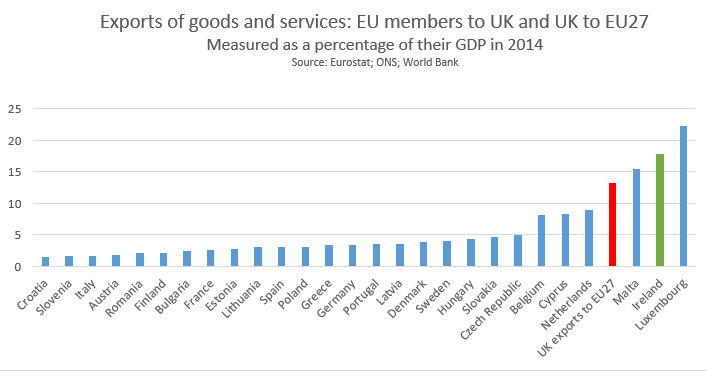 Exports of goods and services: EU members to UK and UK to EU27
Measured as a percentage of their GDP in 2014
Source: Eurostat; ONS; World Bank
25
20
15
10
5
0
Croatia
Slovenia
Italy
Austria
Romania
Finland
Bulgaria
France
Estonia
Lithuania
Spain
Poland
Greece
Germany
Portugal
Latvia
Denmark
Sweden
Hungary
Slovakia
Czech Republic
Belgium
Cyprus
Netherlands
UK exports to EU27
Malta
Ireland
Luxembourg